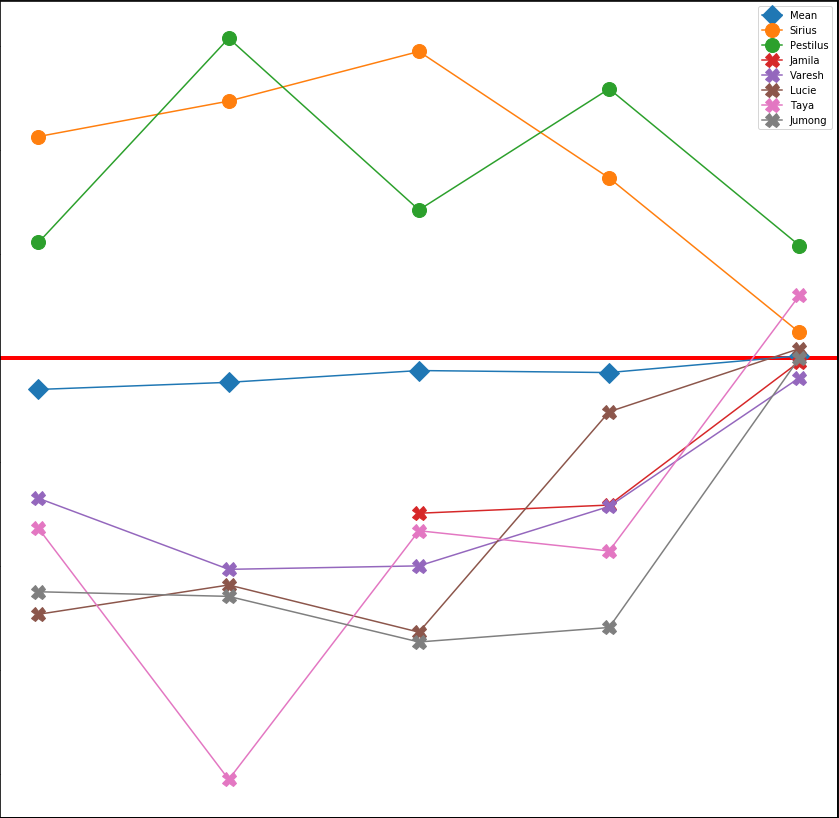 Mean
Sirius
Pestilus
Jamila
Varesh
Lucie
Taya
Jumong